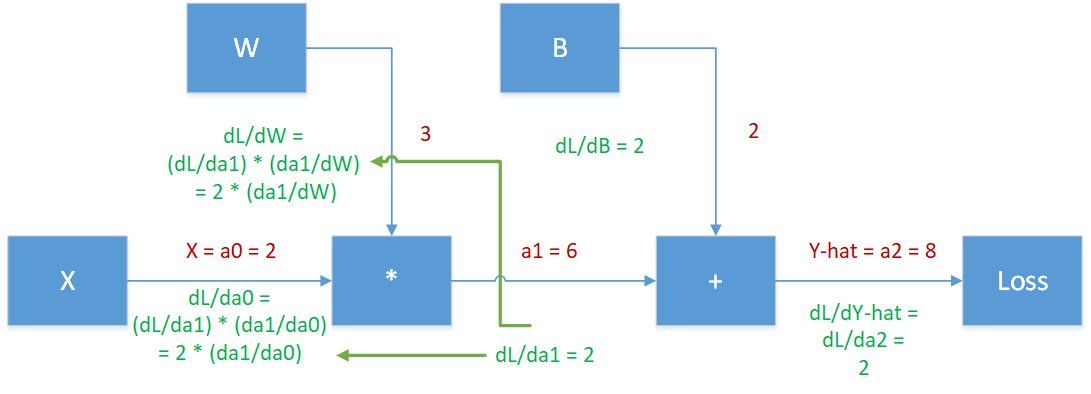 W
B
dL/dW =
(dL/da1) * (da1/dW)
= 2 * (da1/dW)
3
dL/dB = 2
2
X
X = a0 = 2
*
a1 = 6
+
Y-hat = a2 = 8
Loss
dL/da0 =
(dL/da1) * (da1/da0)
= 2 * (da1/da0)
dL/da1 = 2
dL/dY-hat =
dL/da2 =
2